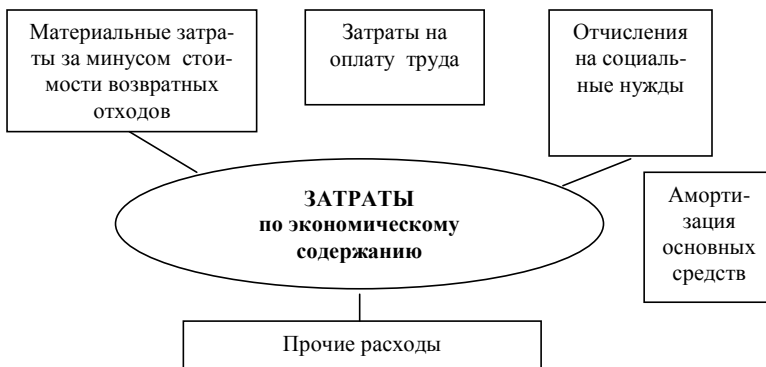 Материальные затра-
ты за минусом стои-
мости возвратных
отходов
Затраты на
оплату труда
Отчисления
на социаль-
ные нужды
ЗАТРАТЫ
по экономическому
содержанию
Аморти-
зация
основных
средств
Прочие расходы